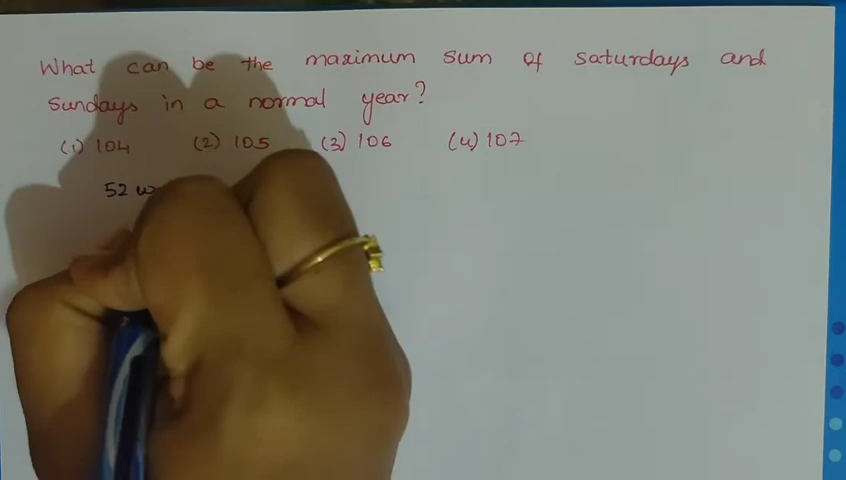 What can be the maximum sum of saturdays and
sundays in a normal year?
(1) 104 (2) 105 (3) 106 (4) 107
52 w